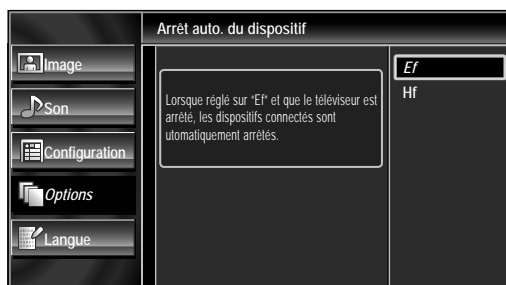 Arrêt auto. du dispositif
Image
Son
Configuration
Options
Langue
Lorsque réglé sur "Ef" et que le téléviseur est
arrêté, les dispositifs connectés sont
utomatiquement arrêtés.
Ef
Hf